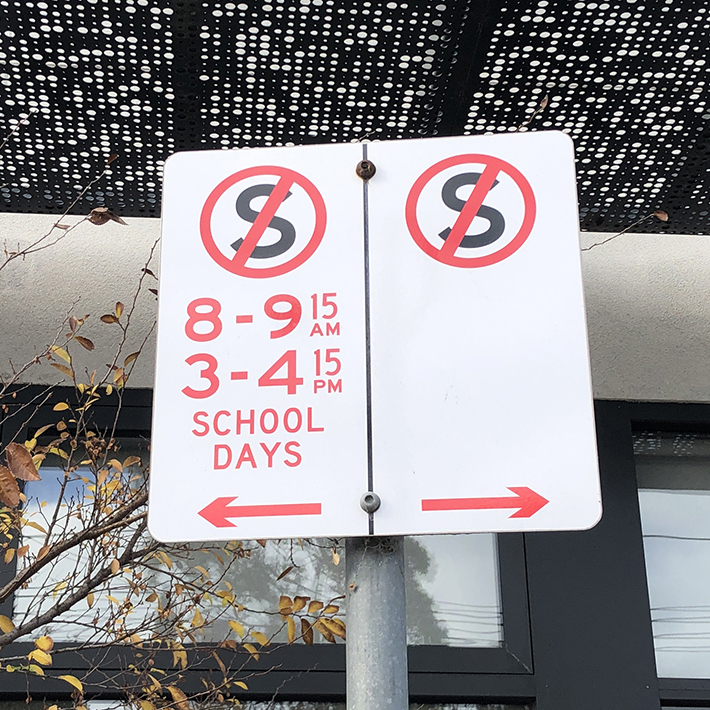 S
8-9 15 AM
3-4 15 PM
SCHOOL
DAYS
S